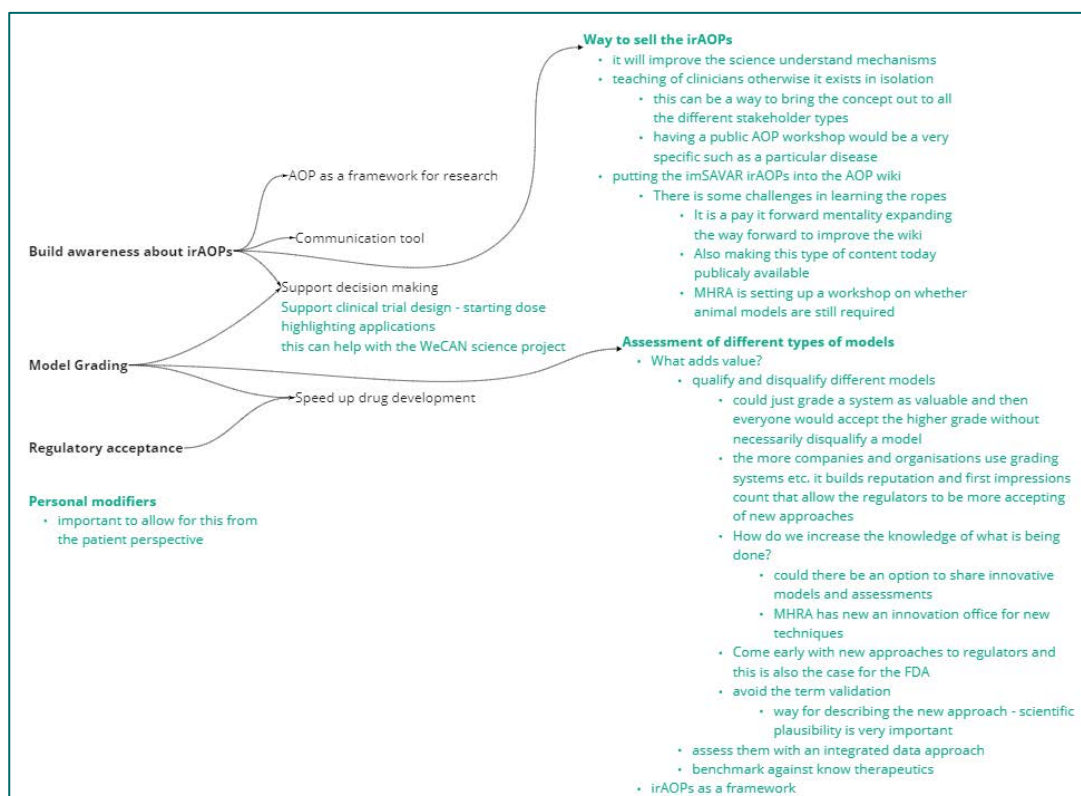 Build awareness about irAOPs
AOP as a framework for research
Communication tool
Support decision making
Support clinical trial design - starting dose
highlighting applications
this can help with the WeCAN science project
Model Grading
Speed up drug development
Regulatory acceptance
Personal modifiers
• important to allow for this from
the patient perspective
Way to sell the irAOPs
• it will improve the science understand mechanisms
• teaching of clinicians otherwise it exists in isolation
• this can be a way to bring the concept out to all
the different stakeholder types
• having a public AOP workshop would be a very
specific such as a particular disease
• putting the imSAVAR irAOPs into the AOP wiki
• There is some challenges in learning the ropes
• It is a pay it forward mentality expanding
the way forward to improve the wiki
• Also making this type of content today
publicaly available
• MHRA is setting up a workshop on whether
animal models are still required
Assessment of different types of models
• What adds value?
• qualify and disqualify different models
• could just grade a system as valuable and then
everyone would accept the higher grade without
necessarily disqualify a model
• the more companies and organisations use grading
systems etc. it builds reputation and first impressions
count that allow the regulators to be more accepting
of new approaches
• How do we increase the knowledge of what is being
done?
• could there be an option to share innovative
models and assessments
• MHRA has new an innovation office for new
techniques
• Come early with new approaches to regulators and
this is also the case for the FDA
• avoid the term validation
• way for describing the new approach - scientific
plausibility is very important
• assess them with an integrated data approach
• benchmark against know therapeutics
• irAOPs as a framework